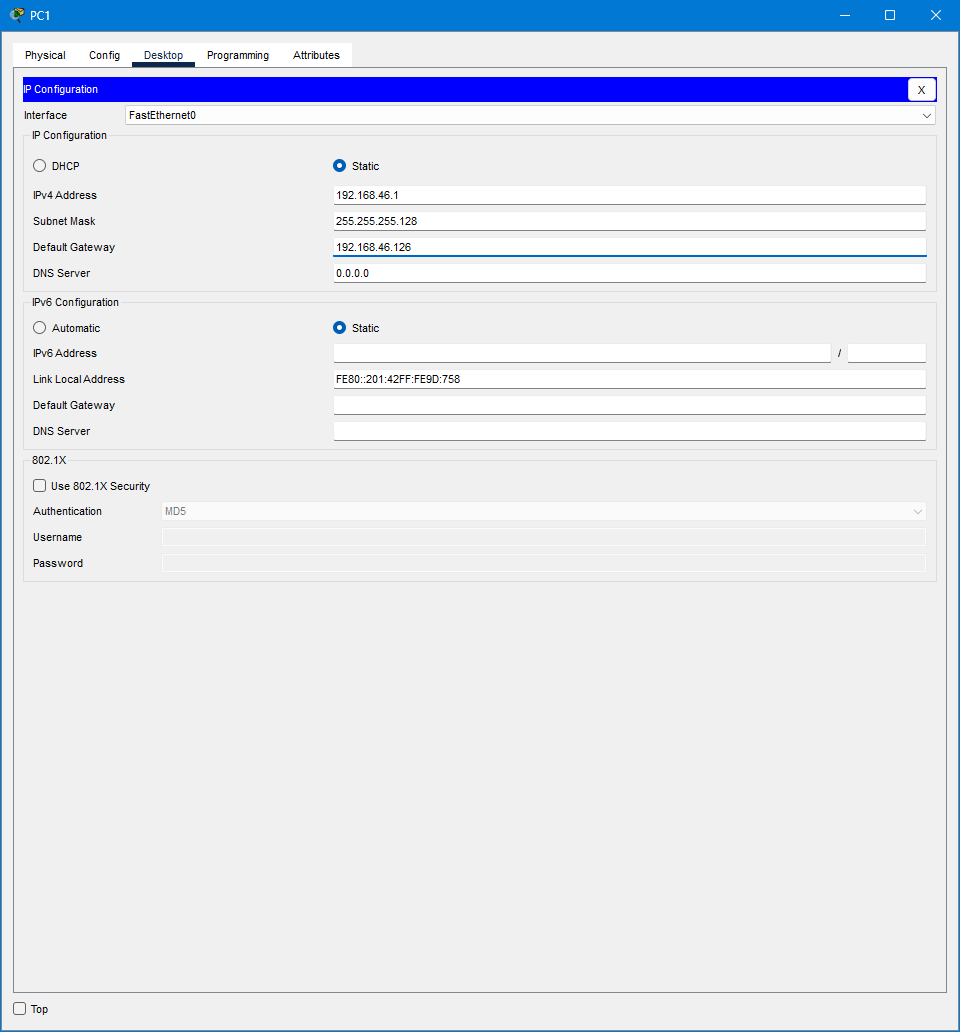 PC1
Physical Config Desktop Programming Attributes
IP Configuration X
Interface FastEthernet0
IP Configuration
DHCP Static
IPv4 Address 192.168.46.1
Subnet Mask 255.255.255.128
Default Gateway 192.168.46.126
DNS Server 0.0.0.0
IPv6 Configuration
Automatic Static
IPv6 Address /
Link Local Address FE80::201:42FF:FE9D:758
Default Gateway
DNS Server
802.1X
Use 802.1X Security
Authentication MD5
Username
Password
Top